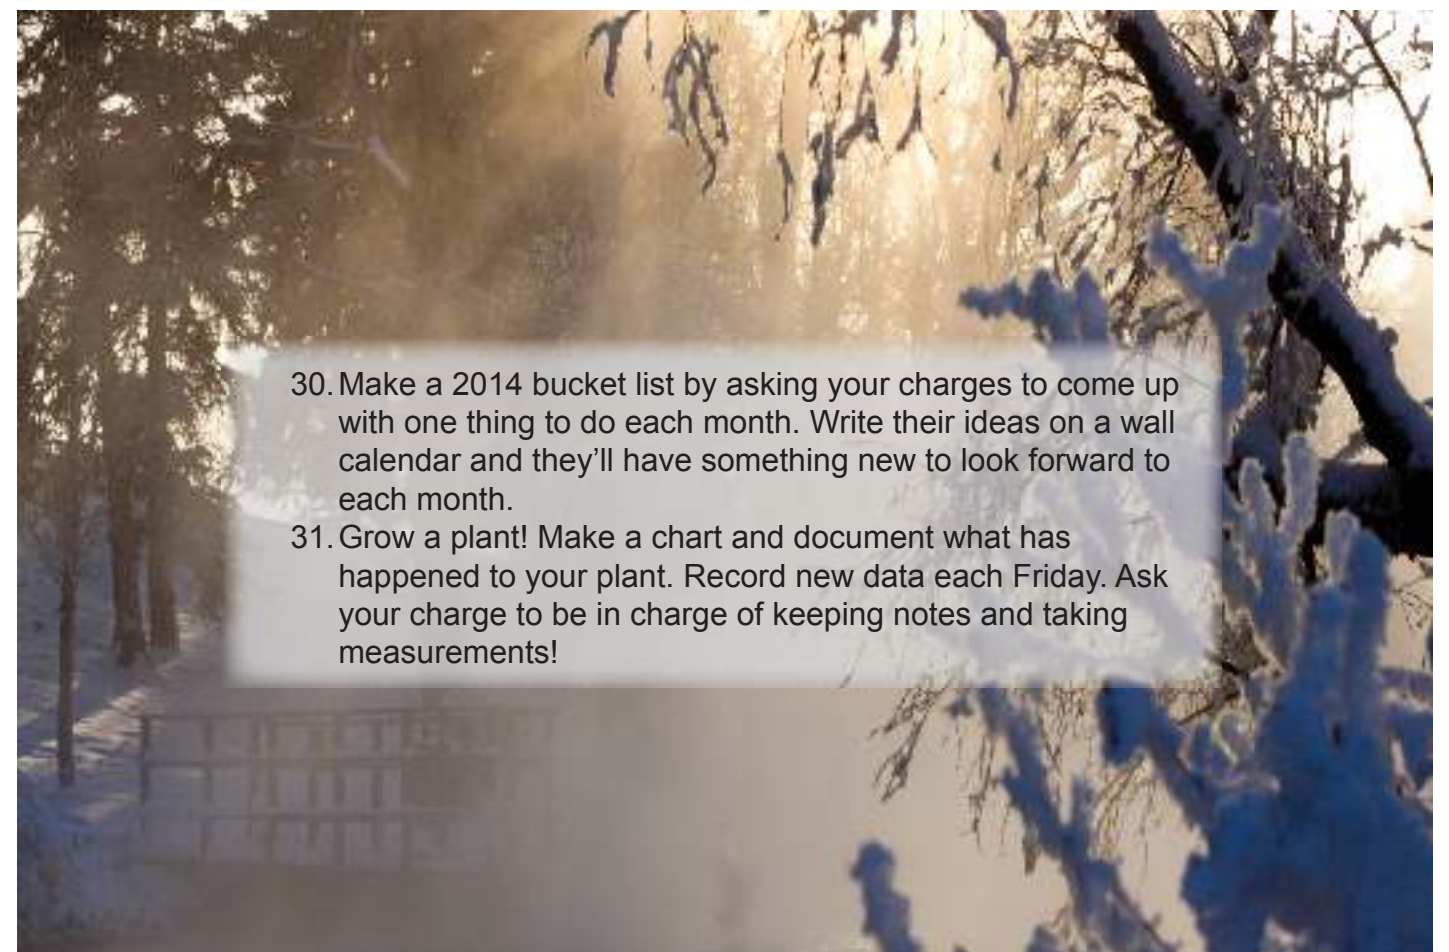 30. Make a 2014 bucket list by asking your charges to come up
with one thing to do each month. Write their ideas on a wall
calendar and they’ll have something new to look forward to
each month.
31. Grow a plant! Make a chart and document what has
happened to your plant. Record new data each Friday. Ask
your charge to be in charge of keeping notes and taking
measurements!